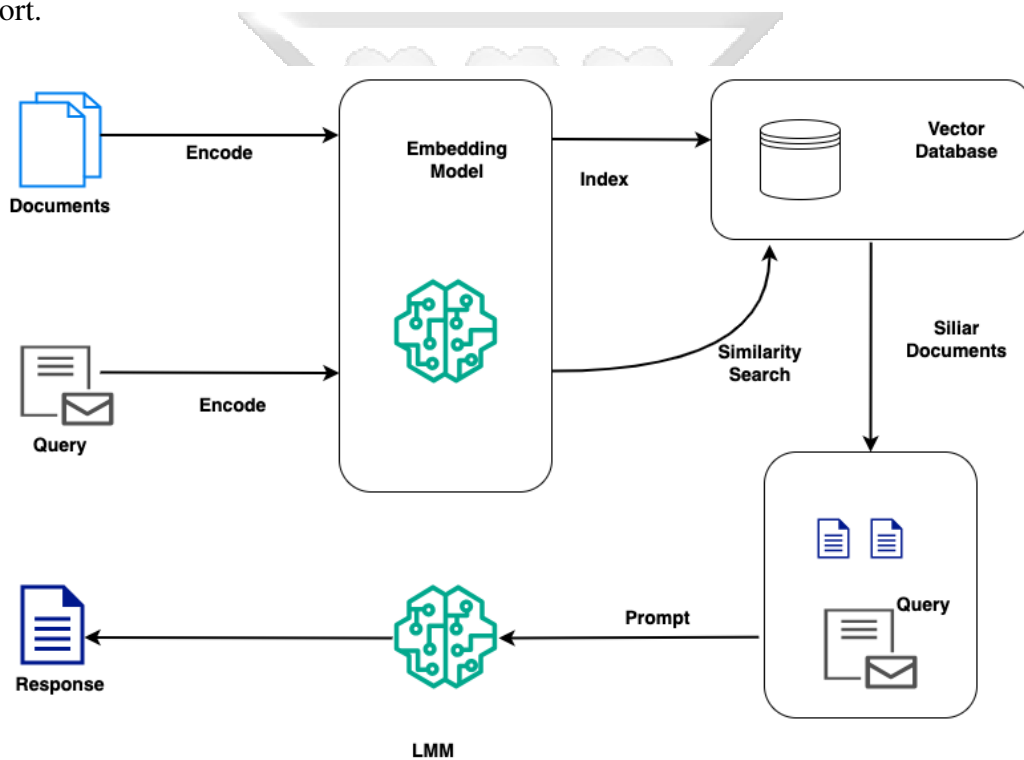 ort.
Documents
Encode
Embedding
Model
Index
Vector
Database
Query
Encode
Similarity
Search
Siliar
Documents
Query
Prompt
LMM
Response